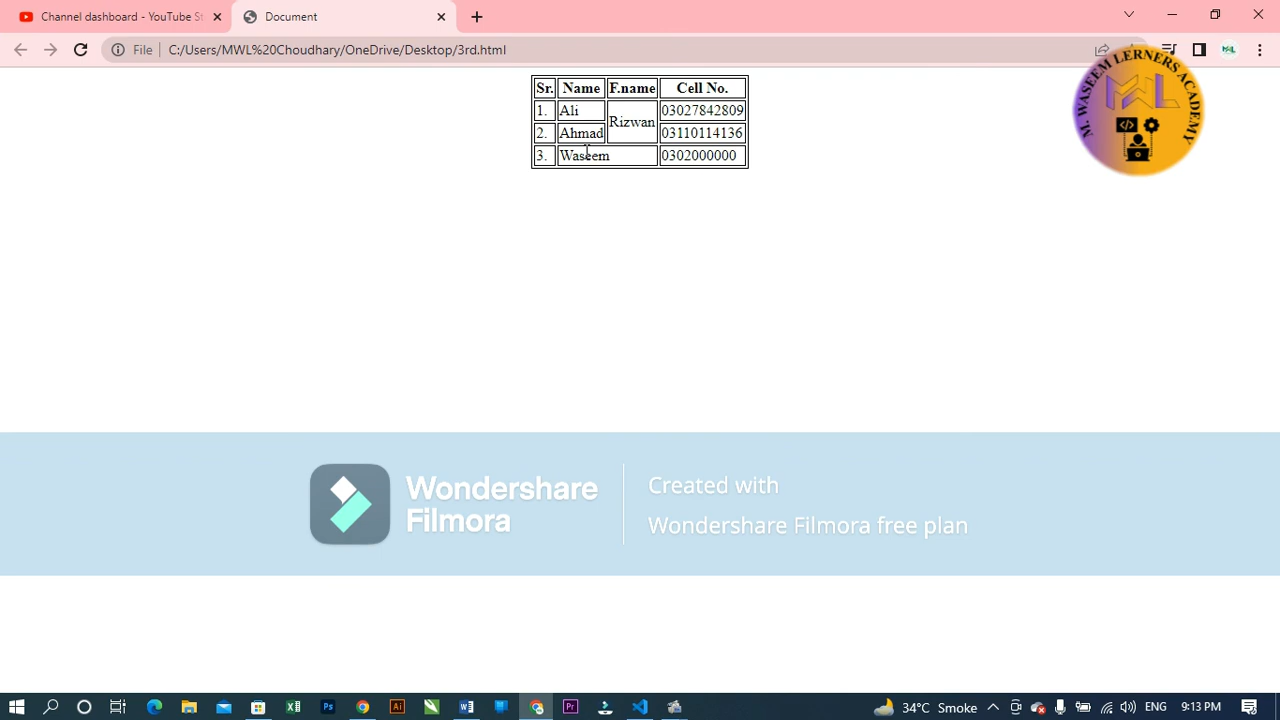 Channel dashboard - YouTube St
Document
File
C:/Users/MWL%20Choudhary/OneDrive/Desktop/3rd.html
M. WASEEM LERNERS ACADEMY
MWL
Sr. Name F.name Cell No.
1. Ali Rizwan 03027842809
2. Ahmad 03110114136
3. Waseem 0302000000
Wondershare
Filmora
Created with
Wondershare Filmora free plan
34°C Smoke
ENG
9:13 PM